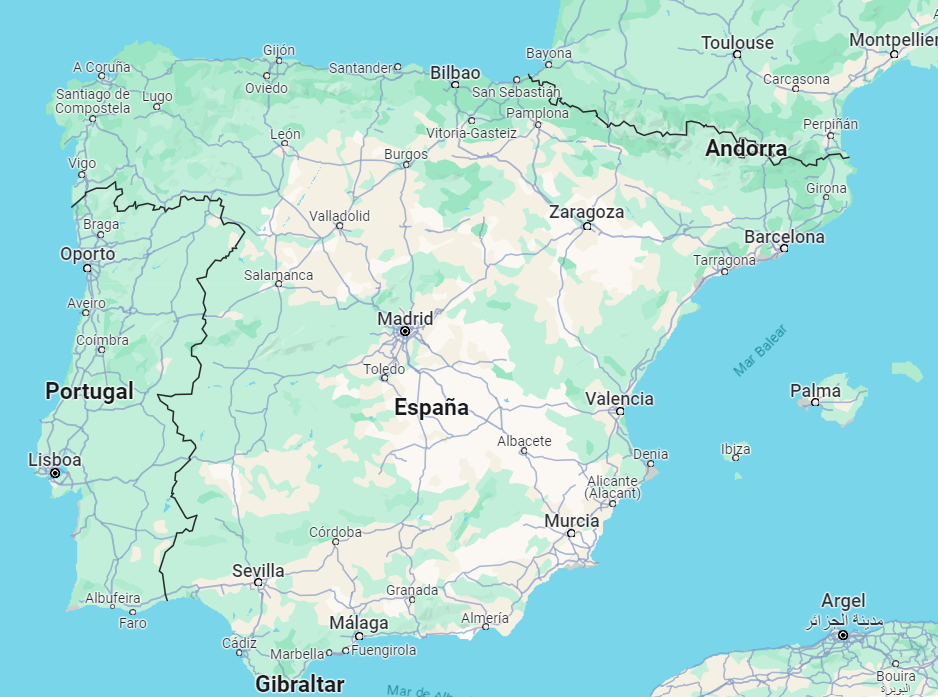 Gijón
Bayona
Toulouse
Montpellier
A Coruña
Santander
Bilbao
Oviedo
San Sebastián
Carcasona
Santiago de
Compostela
Lugo
Pamplona
Vitoria-Gasteiz
Perpiñán
León
Burgos
Andorra
Vigo
Girona
Valladolid
Zaragoza
Braga
Oporto
Barcelona
Tarragona
Salamanca
Aveiro
Madrid
Coímbra
Mar Balear
Toledo
Portugal
España
Valencia
Palma
Albacete
Ibiza
Lisboa
Denia
Alicante
(Alacant)
Murcia
Córdoba
Sevilla
Granada
Albufeira
Faro
Málaga
Almería
Argel
مدينة الجزائر
Cádiz
Marbella
Fuengirola
Gibraltar
Mar de Alb
Bouira
البويرة